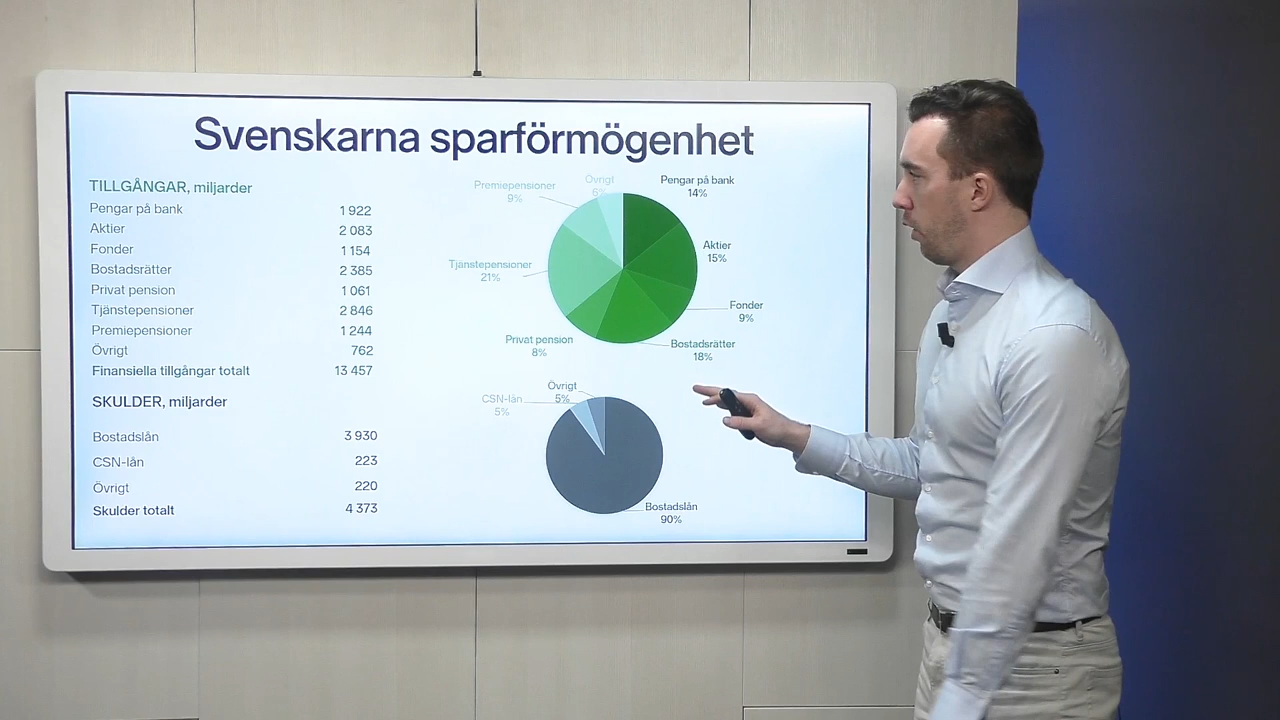 Svenskarna sparförmögenhet
TILLGÅNGAR, miljarder
Pengar på bank 1 922
Aktier 2 083
Fonder 1 154
Bostadsrätter 2 385
Privat pension 1 061
Tjänstepensioner 2 846
Premiepensioner 1 244
Övrigt 762
Finansiella tillgångar totalt 13 457
SKULDER, miljarder
Bostadslån 3 930
CSN-lån 223
Övrigt 220
Skulder totalt 4 373
Övrigt
6%
Pengar på bank
14%
Premiepensioner
9%
Aktier
15%
Tjänstepensioner
21%
Fonder
9%
Privat pension
8%
Bostadsrätter
18%
Övrigt
5%
CSN-lån
5%
Bostadslån
90%